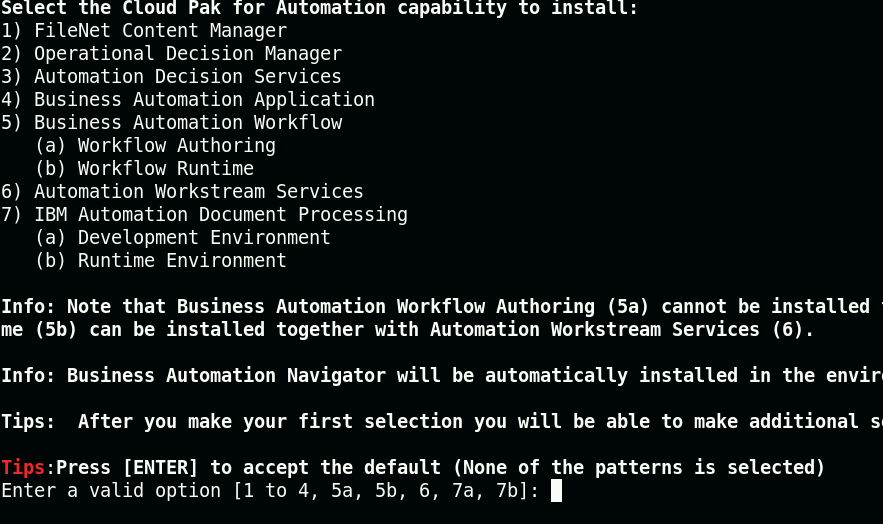 Select the Cloud Pak for Automation capability to install:
1) FileNet Content Manager
2) Operational Decision Manager
3) Automation Decision Services
4) Business Automation Application
5) Business Automation Workflow
   (a) Workflow Authoring
   (b) Workflow Runtime
6) Automation Workstream Services
7) IBM Automation Document Processing
   (a) Development Environment
   (b) Runtime Environment

Info: Note that Business Automation Workflow Authoring (5a) cannot be installed
me (5b) can be installed together with Automation Workstream Services (6).

Info: Business Automation Navigator will be automatically installed in the

Tips:  After you make your first selection you will be able to make additional

Tips:Press [ENTER] to accept the default (None of the patterns is selected)
Enter a valid option [1 to 4, 5a, 5b, 6, 7a, 7b]: